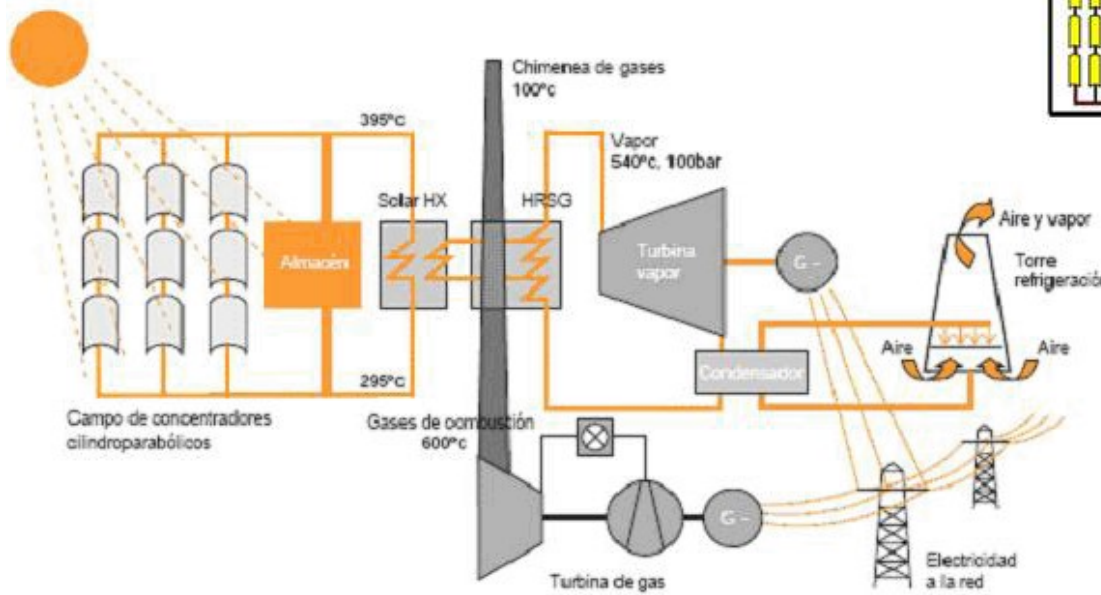 Chimenea de gases
100ºc
395ºC
Vapor
540ºc, 100bar
Solar HX
HRSG
Almacén
Turbina
vapor
G ~
Aire y vapor
Torre
refrigeració
Aire
Aire
Condensador
295ºC
Campo de concentradores
cilindroparabólicos
Gases de combustión
600ºc
G ~
Turbina de gas
Electricidad
a la red